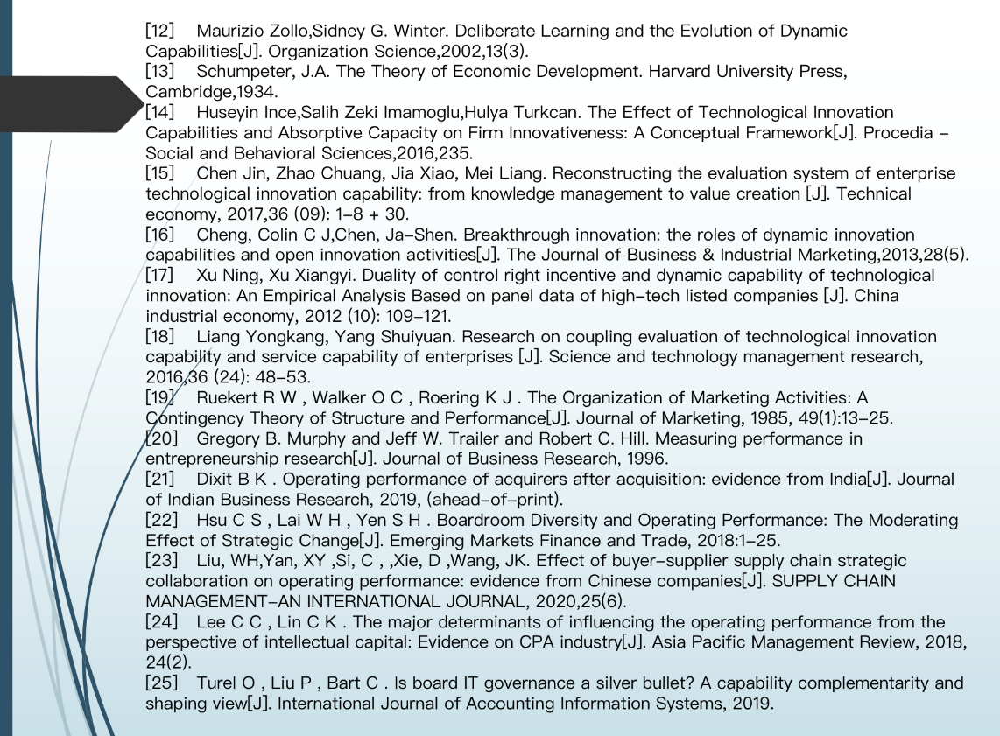 [12] Maurizio Zollo,Sidney G. Winter. Deliberate Learning and the Evolution of Dynamic
Capabilities[J]. Organization Science,2002,13(3).
[13] Schumpeter, J.A. The Theory of Economic Development. Harvard University Press,
Cambridge,1934.
[14] Huseyin Ince,Salih Zeki Imamoglu,Hulya Turkcan. The Effect of Technological Innovation
Capabilities and Absorptive Capacity on Firm Innovativeness: A Conceptual Framework[J]. Procedia –
Social and Behavioral Sciences,2016,235.
[15] Chen Jin, Zhao Chuang, Jia Xiao, Mei Liang. Reconstructing the evaluation system of enterprise
technological innovation capability: from knowledge management to value creation [J]. Technical
economy, 2017,36 (09): 1–8 + 30.
[16] Cheng, Colin C J,Chen, Ja–Shen. Breakthrough innovation: the roles of dynamic innovation
capabilities and open innovation activities[J]. The Journal of Business & Industrial Marketing,2013,28(5).
[17] Xu Ning, Xu Xiangyi. Duality of control right incentive and dynamic capability of technological
innovation: An Empirical Analysis Based on panel data of high–tech listed companies [J]. China
industrial economy, 2012 (10): 109–121.
[18] Liang Yongkang, Yang Shuiyuan. Research on coupling evaluation of technological innovation
capability and service capability of enterprises [J]. Science and technology management research,
2016,36 (24): 48–53.
[19] Ruekert R W , Walker O C , Roering K J . The Organization of Marketing Activities: A
Contingency Theory of Structure and Performance[J]. Journal of Marketing, 1985, 49(1):13–25.
[20] Gregory B. Murphy and Jeff W. Trailer and Robert C. Hill. Measuring performance in
entrepreneurship research[J]. Journal of Business Research, 1996.
[21] Dixit B K . Operating performance of acquirers after acquisition: evidence from India[J]. Journal
of Indian Business Research, 2019, (ahead–of–print).
[22] Hsu C S , Lai W H , Yen S H . Boardroom Diversity and Operating Performance: The Moderating
Effect of Strategic Change[J]. Emerging Markets Finance and Trade, 2018:1–25.
[23] Liu, WH,Yan, XY ,Si, C , ,Xie, D ,Wang, JK. Effect of buyer–supplier supply chain strategic
collaboration on operating performance: evidence from Chinese companies[J]. SUPPLY CHAIN
MANAGEMENT–AN INTERNATIONAL JOURNAL, 2020,25(6).
[24] Lee C C , Lin C K . The major determinants of influencing the operating performance from the
perspective of intellectual capital: Evidence on CPA industry[J]. Asia Pacific Management Review, 2018,
24(2).
[25] Turel O , Liu P , Bart C . Is board IT governance a silver bullet? A capability complementarity and
shaping view[J]. International Journal of Accounting Information Systems, 2019.